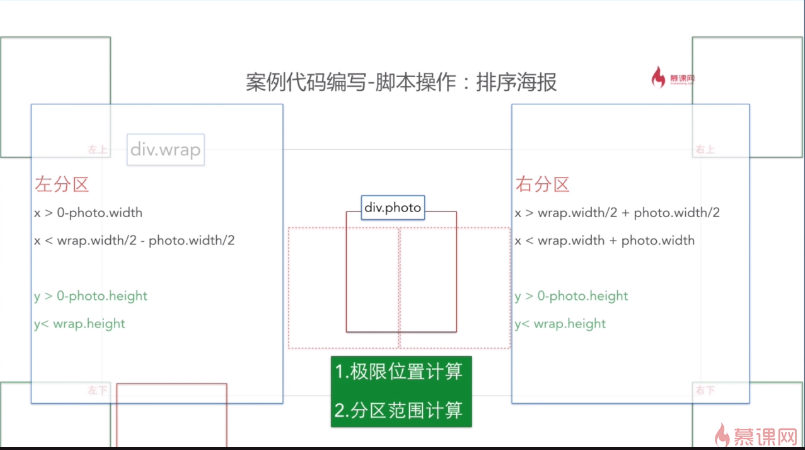 案例代码编写-脚本操作：排序海报
慕课网
左上
div.wrap
右上
左分区
x > 0-photo.width
x < wrap.width/2 - photo.width/2
y > 0-photo.height
y< wrap.height
div.photo
右分区
x > wrap.width/2 + photo.width/2
x < wrap.width + photo.width
y > 0-photo.height
y< wrap.height
1.极限位置计算
2.分区范围计算
左下
右下
慕课网